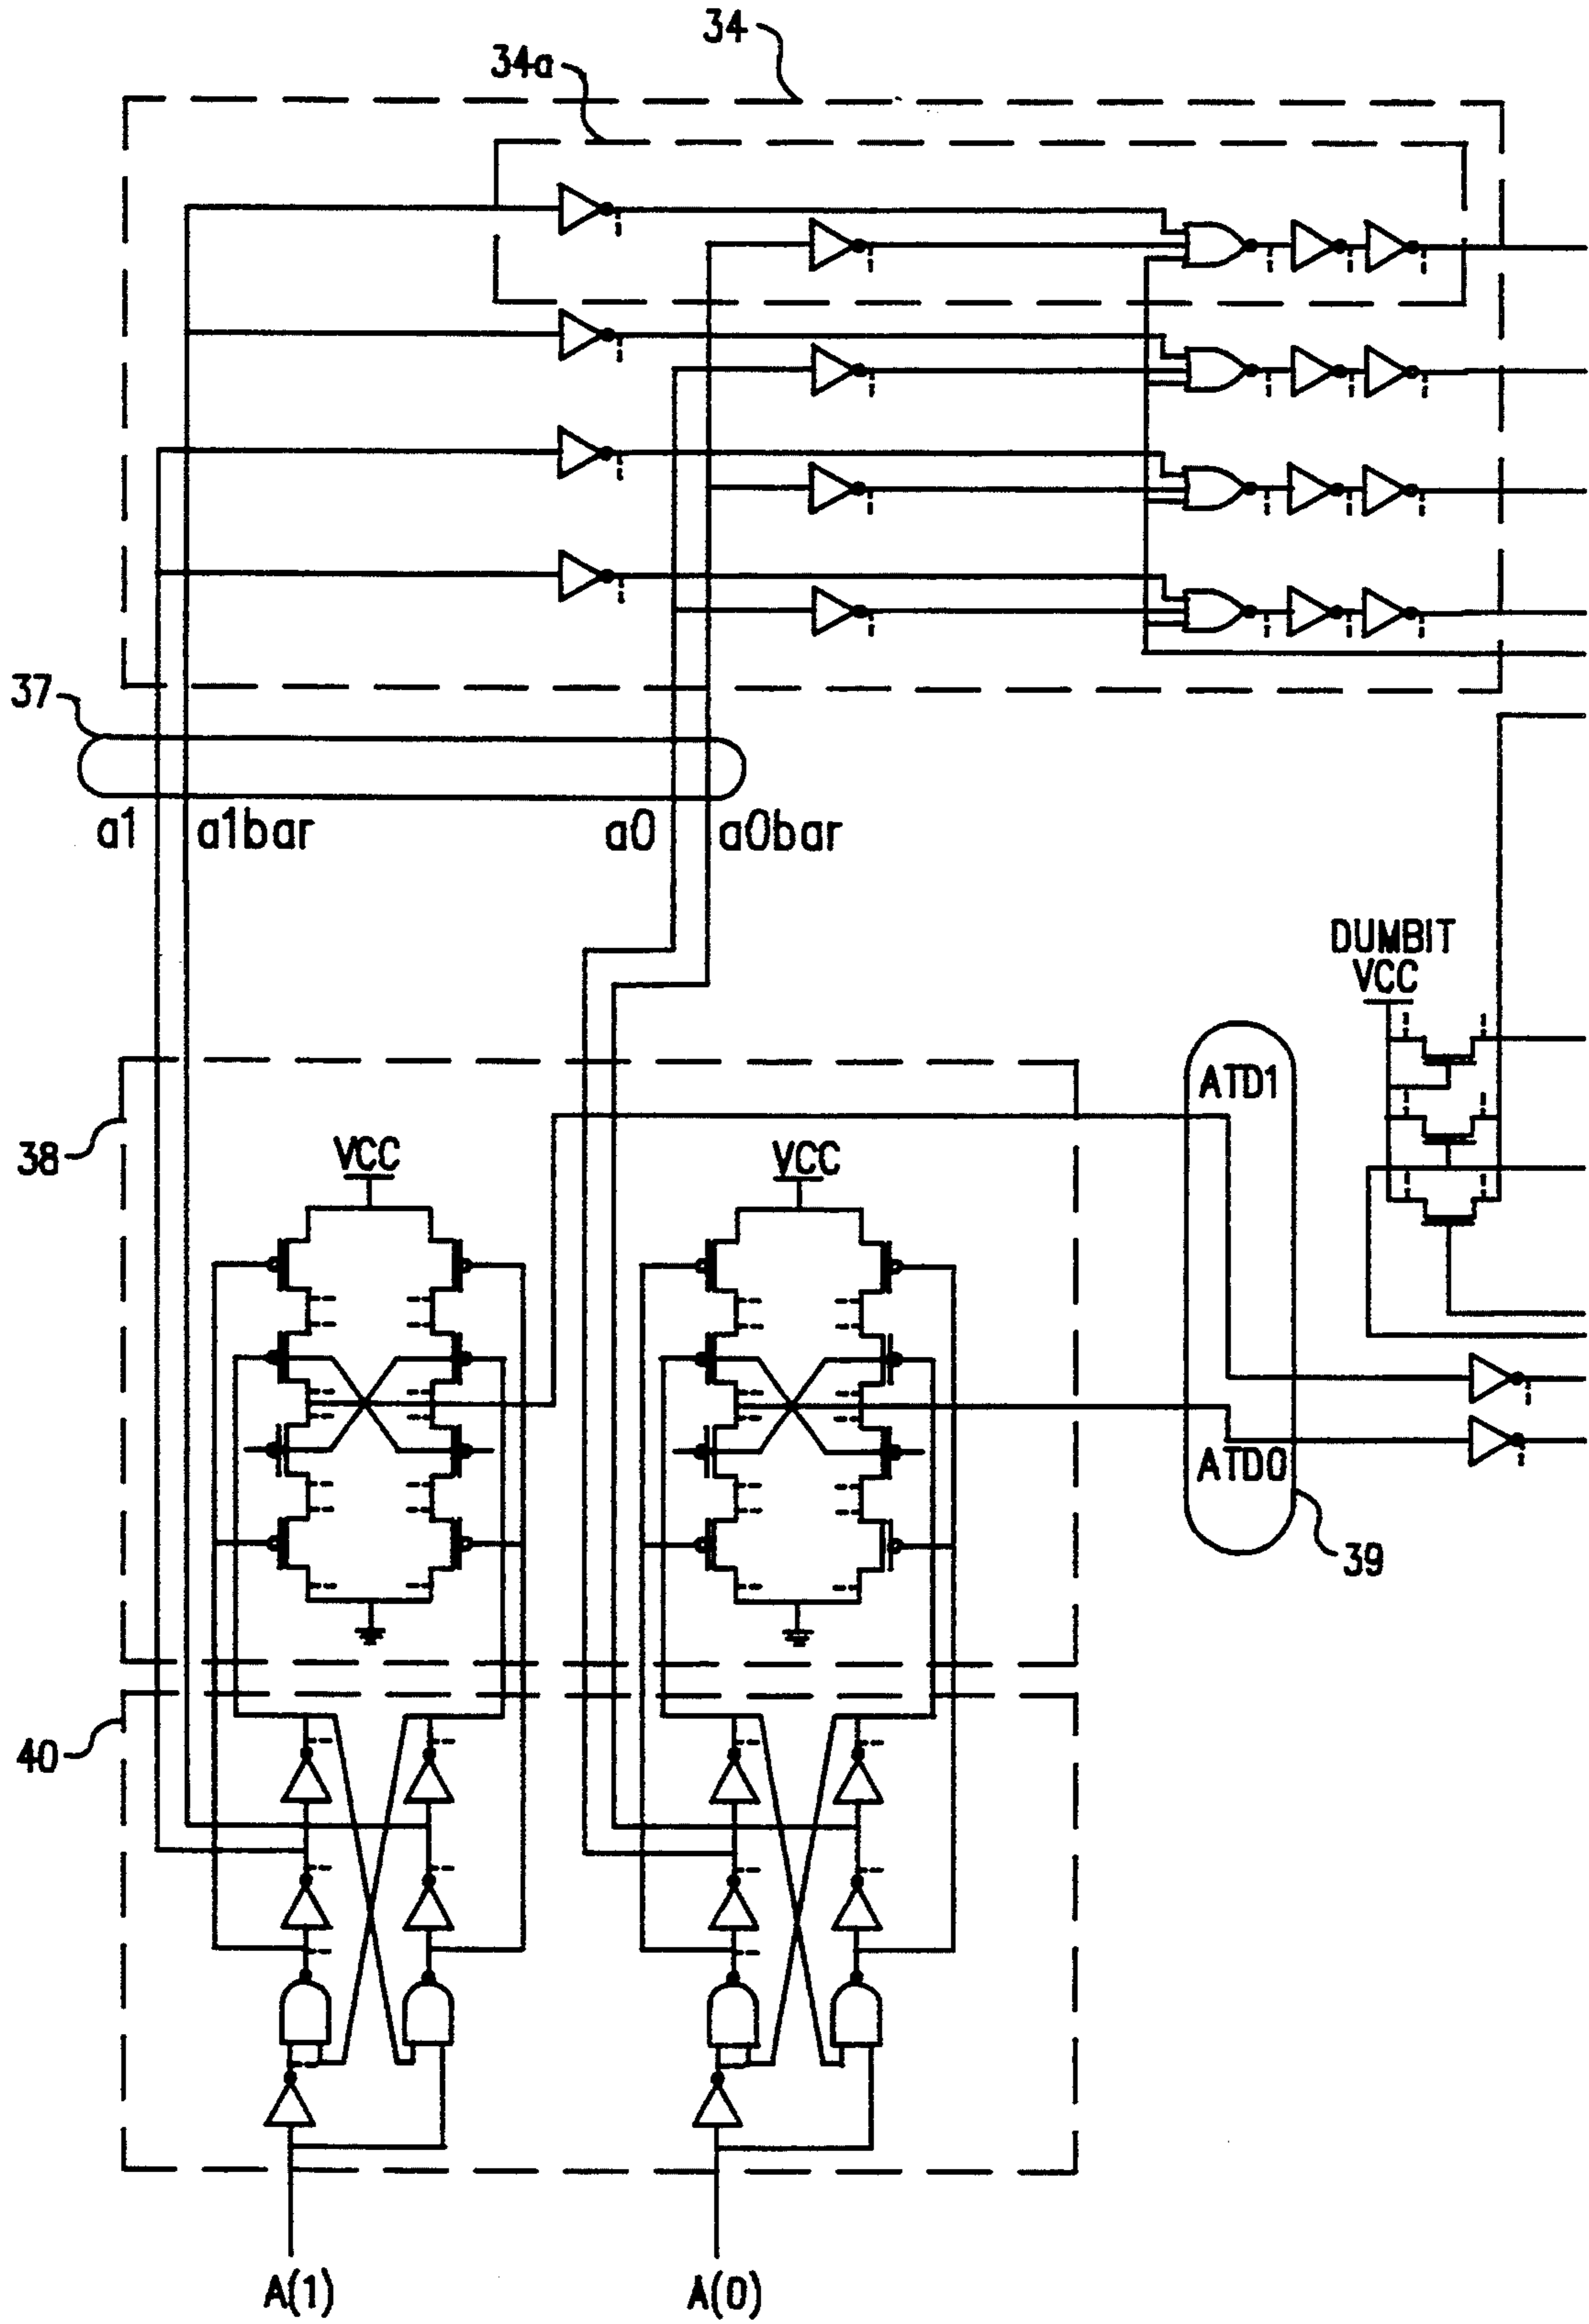 34
34a
37
a1
a1bar
a0
a0bar
DUMBIT
VCC
ATD1
38
VCC
VCC
ATD0
39
40
A(1)
A(0)